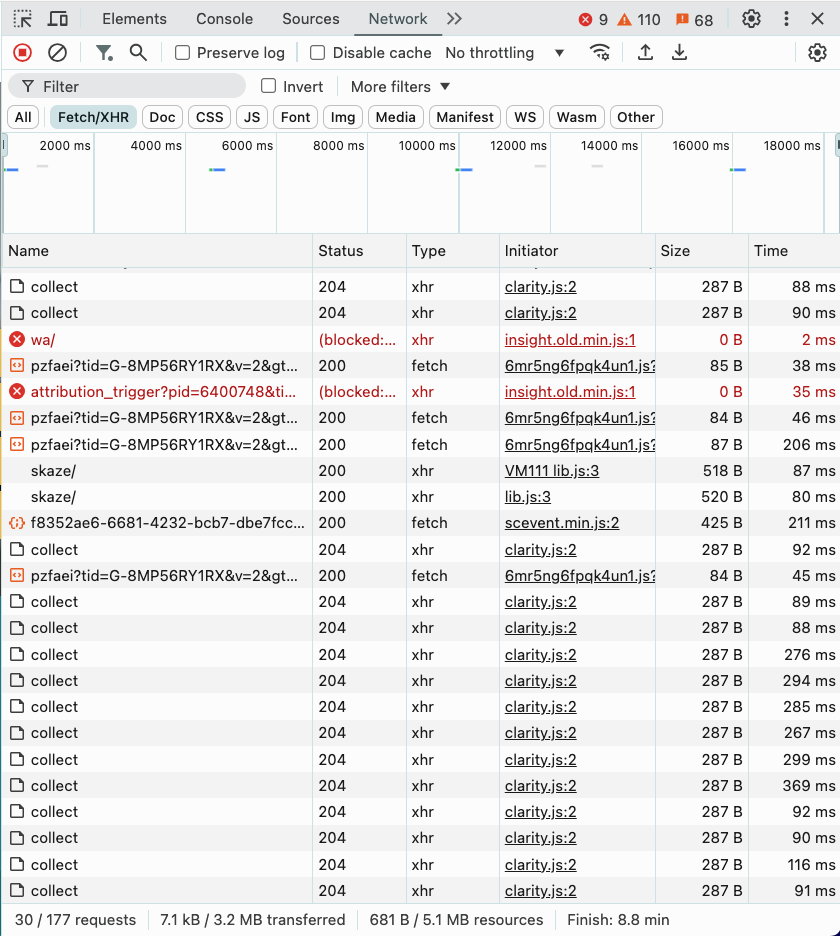 Elements Console Sources Network 9 110 68
Preserve log Disable cache No throttling
Filter Invert More filters
All Fetch/XHR Doc CSS JS Font Img Media Manifest WS Wasm Other
2000 ms 4000 ms 6000 ms 8000 ms 10000 ms 12000 ms 14000 ms 16000 ms 18000 ms
Name Status Type Initiator Size Time
collect 204 xhr clarity.js:2 287 B 88 ms
collect 204 xhr clarity.js:2 287 B 90 ms
wa/ (blocked:... xhr insight.old.min.js:1 0 B 2 ms
pzfaei?tid=G-8MP56RY1RX&v=2&gt... 200 fetch 6mr5ng6fpqk4un1.js? 85 B 38 ms
attribution_trigger?pid=6400748&ti... (blocked:... xhr insight.old.min.js:1 0 B 35 ms
pzfaei?tid=G-8MP56RY1RX&v=2&gt... 200 fetch 6mr5ng6fpqk4un1.js? 84 B 46 ms
pzfaei?tid=G-8MP56RY1RX&v=2&gt... 200 fetch 6mr5ng6fpqk4un1.js? 87 B 206 ms
skaze/ 200 xhr VM111 lib.js:3 518 B 87 ms
skaze/ 200 xhr lib.js:3 520 B 80 ms
f8352ae6-6681-4232-bcb7-dbe7fcc... 200 fetch scevent.min.js:2 425 B 211 ms
collect 204 xhr clarity.js:2 287 B 92 ms
pzfaei?tid=G-8MP56RY1RX&v=2&gt... 200 fetch 6mr5ng6fpqk4un1.js? 84 B 45 ms
collect 204 xhr clarity.js:2 287 B 89 ms
collect 204 xhr clarity.js:2 287 B 88 ms
collect 204 xhr clarity.js:2 287 B 276 ms
collect 204 xhr clarity.js:2 287 B 294 ms
collect 204 xhr clarity.js:2 287 B 285 ms
collect 204 xhr clarity.js:2 287 B 267 ms
collect 204 xhr clarity.js:2 287 B 299 ms
collect 204 xhr clarity.js:2 287 B 369 ms
collect 204 xhr clarity.js:2 287 B 92 ms
collect 204 xhr clarity.js:2 287 B 90 ms
collect 204 xhr clarity.js:2 287 B 116 ms
collect 204 xhr clarity.js:2 287 B 91 ms
30 / 177 requests 7.1 kB / 3.2 MB transferred 681 B / 5.1 MB resources Finish: 8.8 min